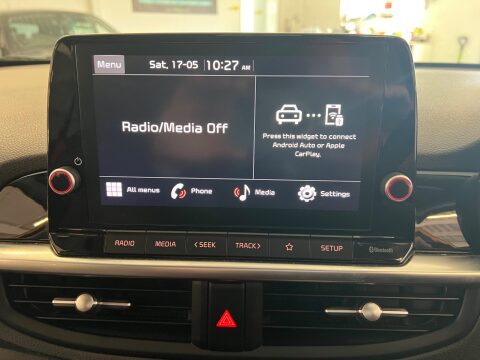 Menu
Sat, 17-05
10:27 AM
Radio/Media Off
Press this widget to connect
Android Auto or Apple
CarPlay.
All menus
Phone
Media
Settings
RADIO
MEDIA
< SEEK
TRACK >
☆
SETUP
Bluetooth